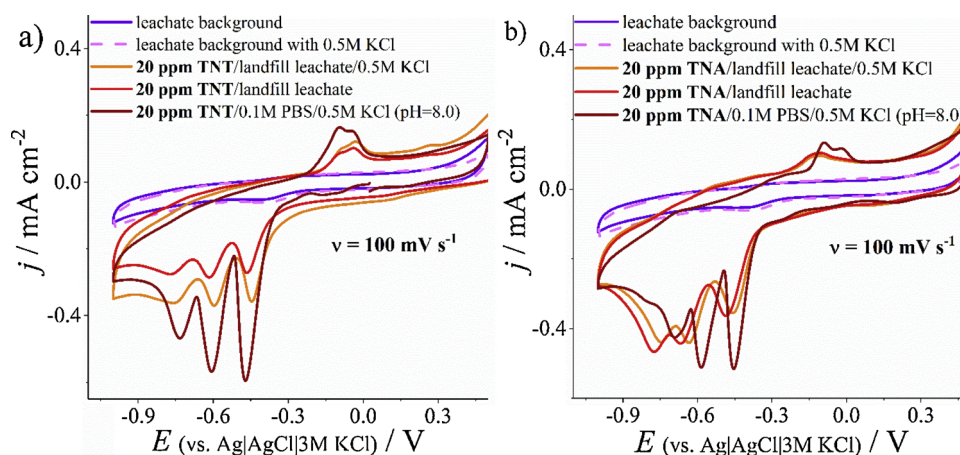 a)
leachate background
leachate background with 0.5M KCl
20 ppm TNT/landfill leachate/0.5M KCl
20 ppm TNT/landfill leachate
20 ppm TNT/0.1M PBS/0.5M KCl (pH=8.0)
0.4
0.0
-0.4
j / mA cm⁻²
ν = 100 mV s⁻¹
-0.9 -0.6 -0.3 0.0 0.3
E (vs. Ag|AgCl|3M KCl) / V
b)
leachate background
leachate background with 0.5M KCl
20 ppm TNA/landfill leachate/0.5M KCl
20 ppm TNA/landfill leachate
20 ppm TNA/0.1M PBS/0.5M KCl (pH=8.0)
0.4
0.0
-0.4
j / mA cm⁻²
ν = 100 mV s⁻¹
-0.9 -0.6 -0.3 0.0 0.3
E (vs. Ag|AgCl|3M KCl) / V